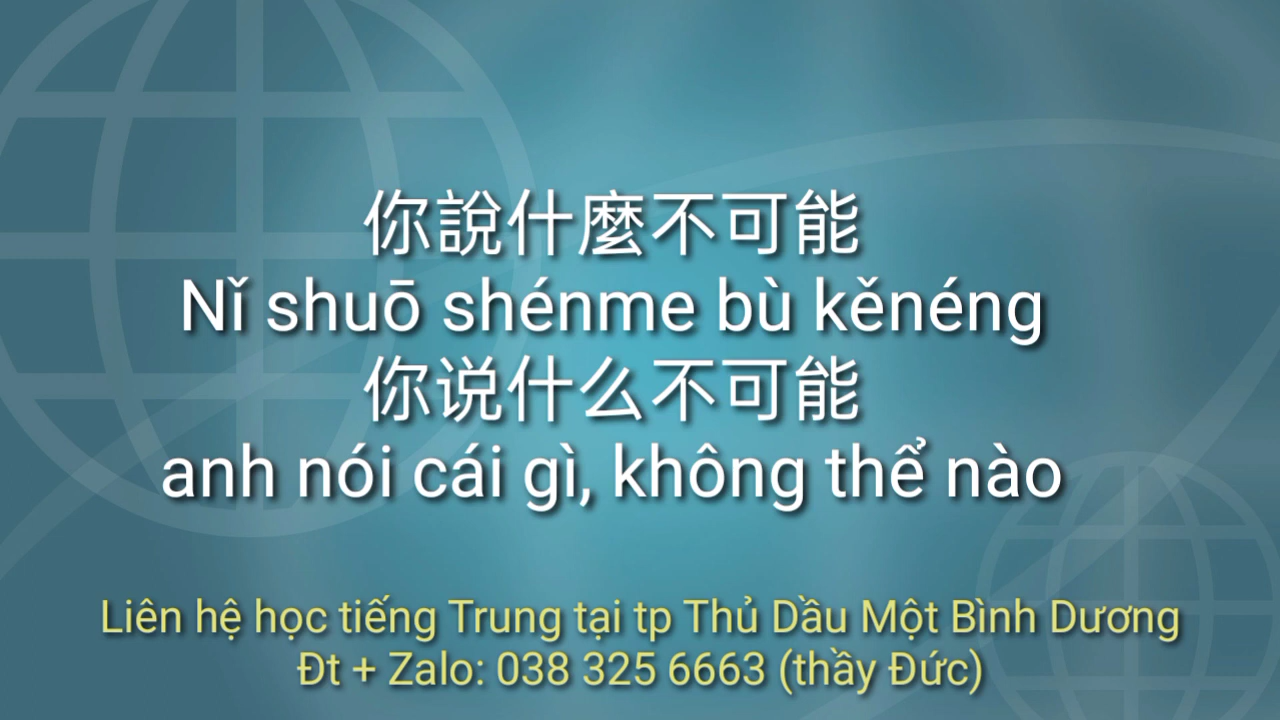 你說什麼不可能
Nǐ shuō shénme bù kěnéng
你说什么不可能
anh nói cái gì, không thể nào
Liên hệ học tiếng Trung tại tp Thủ Dầu Một Bình Dương
Đt + Zalo: 038 325 6663 (thầy Đức)